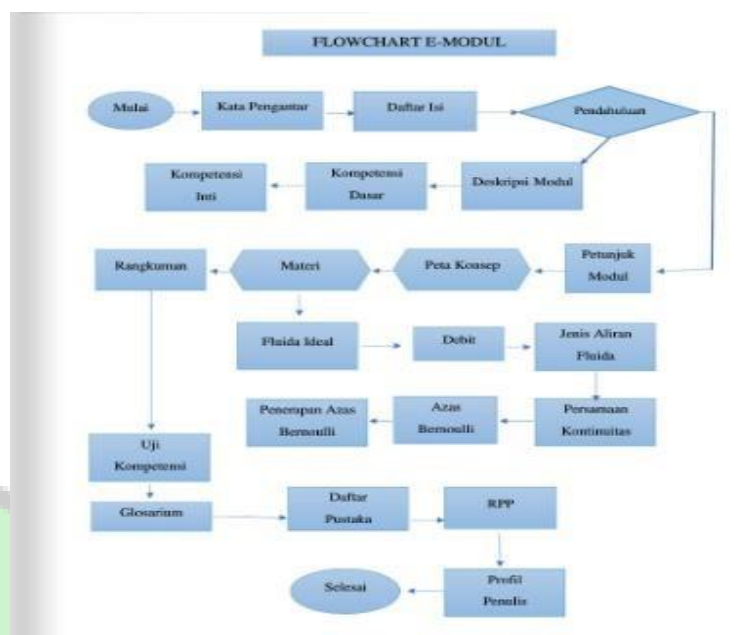 FLOWCHART E-MODUL
Mulai
Kata Pengantar
Daftar Isi
Pendahuluan
Deskripsi Modul
Kompetensi
Dasar
Kompetensi
Inti
Petunjuk
Modul
Peta Konsep
Materi
Rangkuman
Fluida Ideal
Debit
Jenis Aliran
Fluida
Persamaan
Kontinuitas
Azas
Bernoulli
Penerapan Azas
Bernoulli
Uji
Kompetensi
Glosarium
Daftar
Pustaka
RPP
Profil
Penulis
Selesai